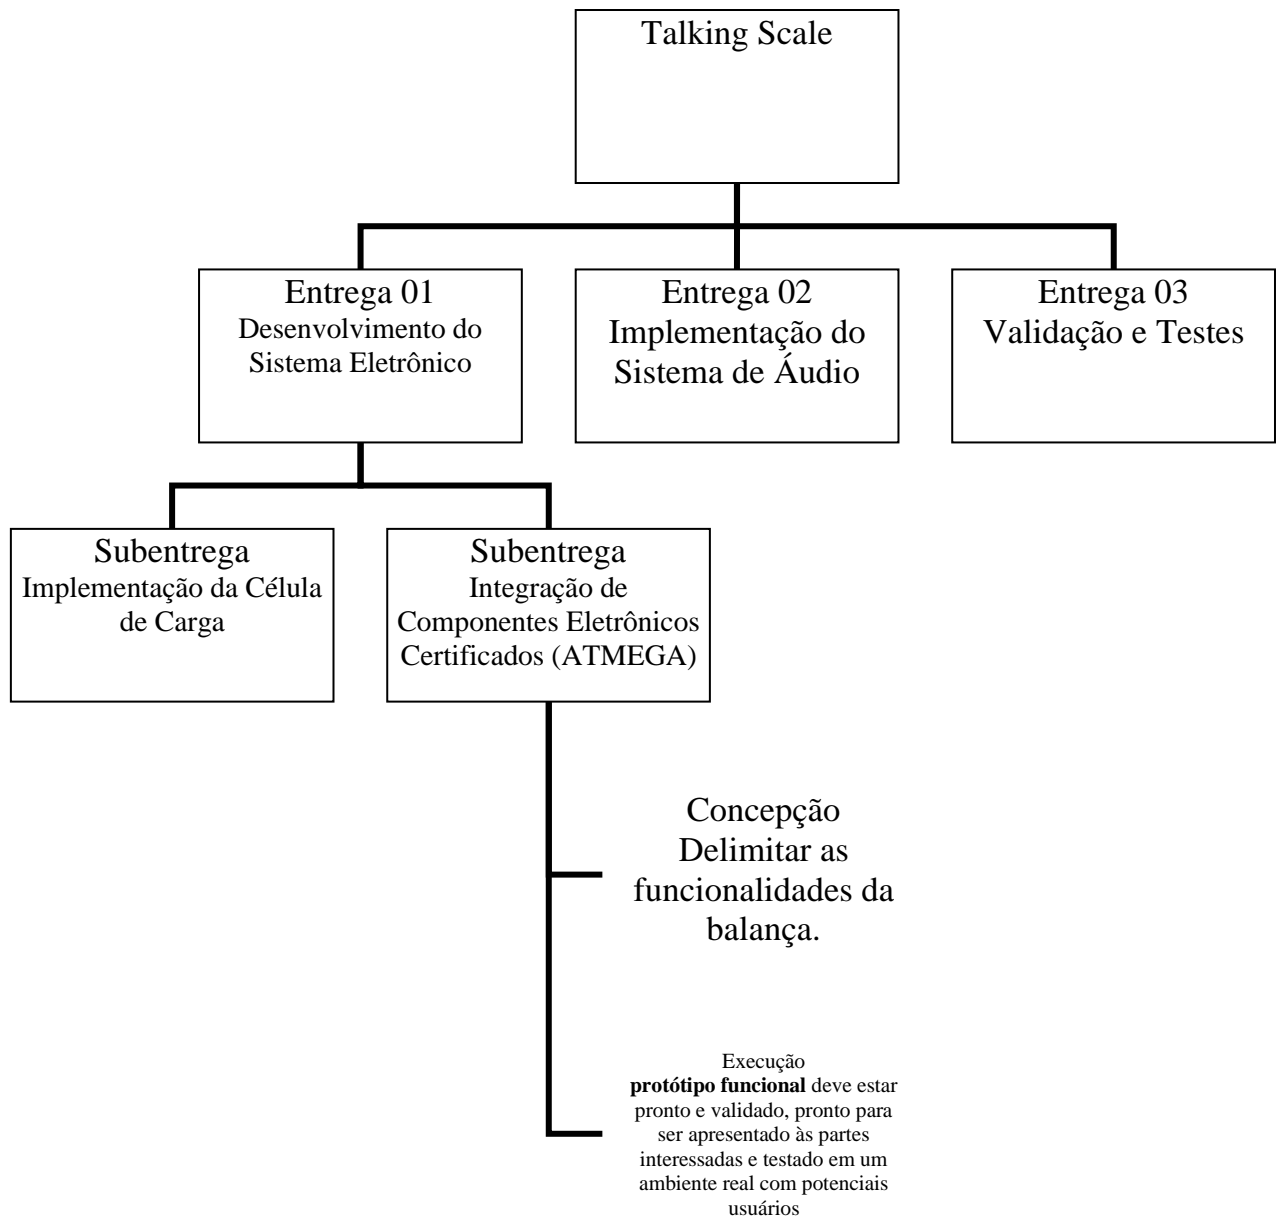 Talking Scale
Entrega 01
Desenvolvimento do
Sistema Eletrônico
Entrega 02
Implementação do
Sistema de Áudio
Entrega 03
Validação e Testes
Subentrega
Implementação da Célula
de Carga
Subentrega
Integração de
Componentes Eletrônicos
Certificados (ATMEGA)
Concepção
Delimitar as
funcionalidades da
balança.
Execução
protótipo funcional deve estar
pronto e validado, pronto para
ser apresentado às partes
interessadas e testado em um
ambiente real com potenciais
usuários